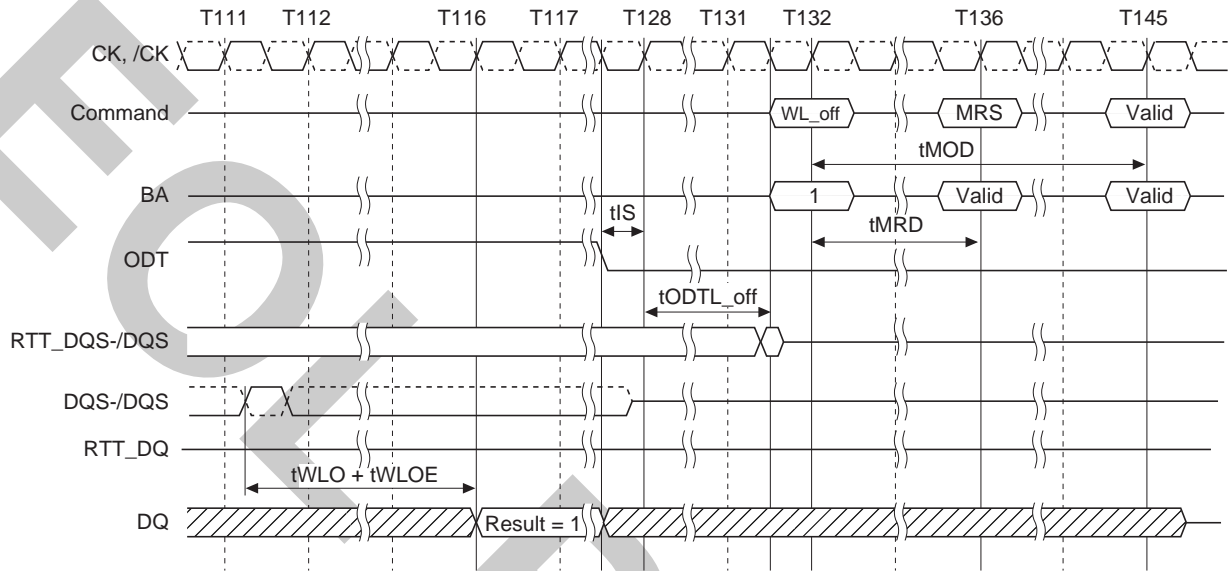 T111 T112 T116 T117 T128 T131 T132 T136 T145
CK, /CK
Command WL_off MRS Valid
tMOD
BA 1 Valid Valid
tIS tMRD
ODT
tODTL_off
RTT_DQS-/DQS
DQS-/DQS
RTT_DQ
tWLO + tWLOE
DQ Result = 1